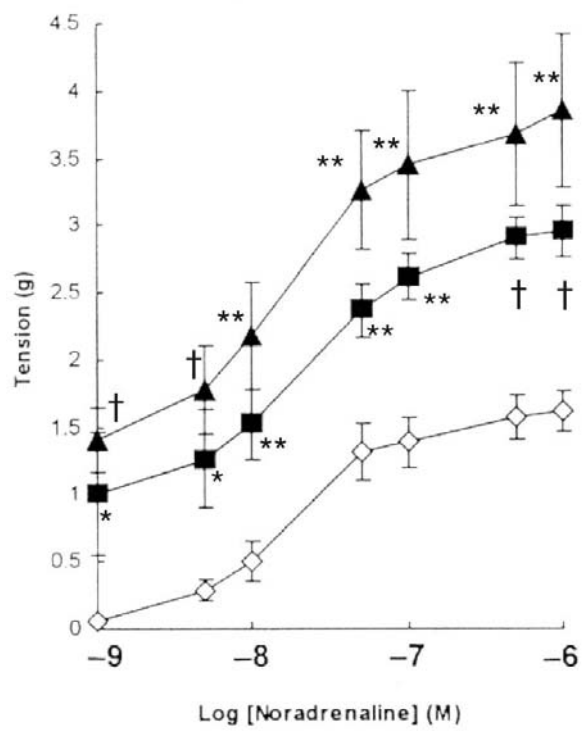 4.5
4
3.5
3
2.5
2
1.5
1
0.5
0
Tension (g)
** ** ** **
** † † 
** ** † †
* * **
−9 −8 −7 −6
Log [Noradrenaline] (M)